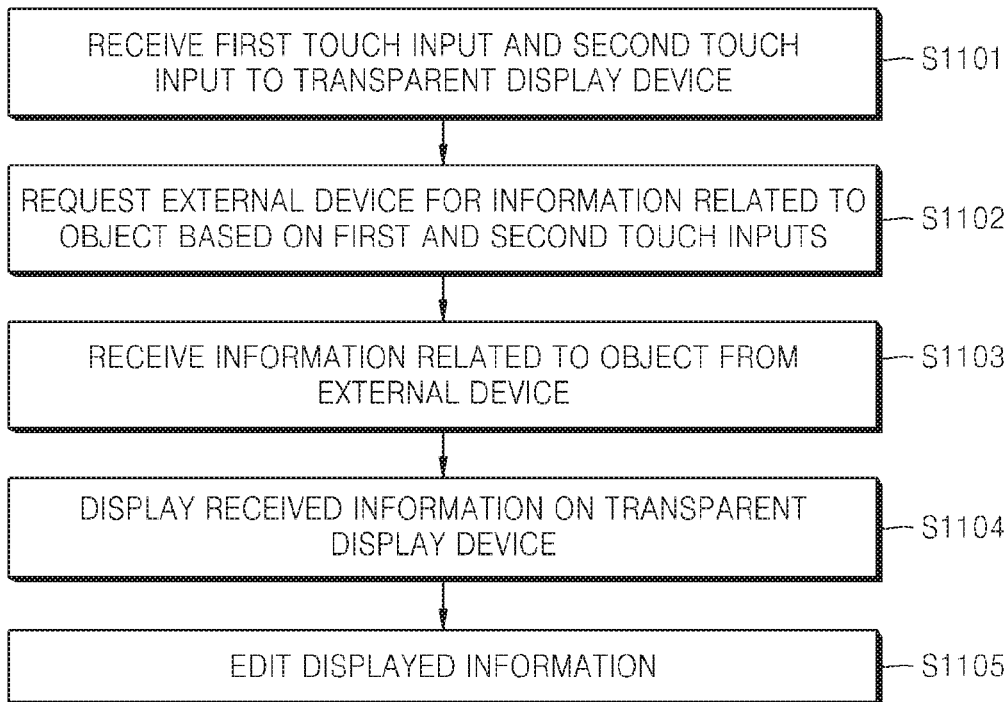 RECEIVE FIRST TOUCH INPUT AND SECOND TOUCH
INPUT TO TRANSPARENT DISPLAY DEVICE
S1101
REQUEST EXTERNAL DEVICE FOR INFORMATION RELATED TO
OBJECT BASED ON FIRST AND SECOND TOUCH INPUTS
S1102
RECEIVE INFORMATION RELATED TO OBJECT FROM
EXTERNAL DEVICE
S1103
DISPLAY RECEIVED INFORMATION ON TRANSPARENT
DISPLAY DEVICE
S1104
EDIT DISPLAYED INFORMATION
S1105